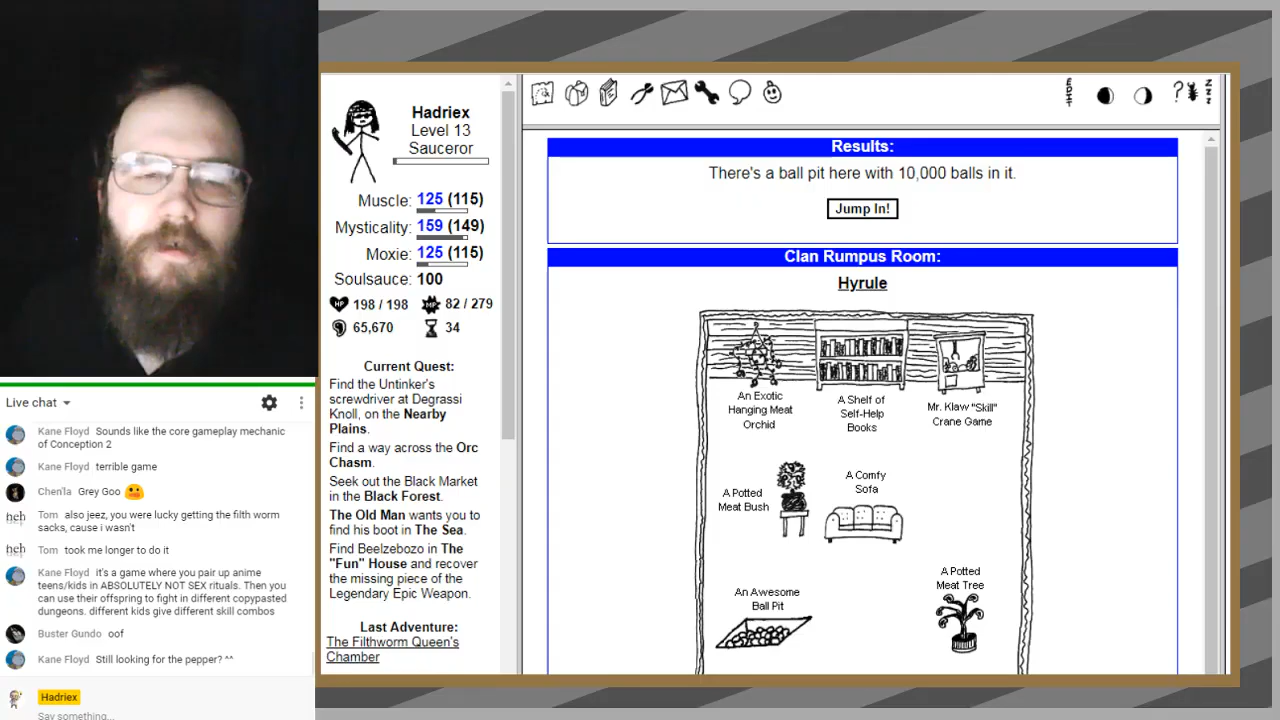 Hadriex
Level 13
Sauceror
Muscle: 125 (115)
Mysticality: 159 (149)
Moxie: 125 (115)
Soulsauce: 100
HP 198 / 198 MP 82 / 279
65,670 34
Current Quest:
Find the Untinker's
screwdriver at Degrassi
Knoll, on the Nearby
Plains.
Find a way across the Orc
Chasm.
Seek out the Black Market
in the Black Forest.
The Old Man wants you to
find his boot in The Sea.
Find Beelzebozo in The
"Fun" House and recover
the missing piece of the
Legendary Epic Weapon.
Last Adventure:
The Filthworm Queen's
Chamber
EDIT
?
Z Z Z
Results:
There's a ball pit here with 10,000 balls in it.
Jump In!
Clan Rumpus Room:
Hyrule
An Exotic
Hanging Meat
Orchid
A Shelf of
Self-Help
Books
Mr. Klaw "Skill"
Crane Game
A Potted
Meat Bush
A Comfy
Sofa
An Awesome
Ball Pit
A Potted
Meat Tree
Live chat
Kane Floyd Sounds like the core gameplay mechanic
of Conception 2
Kane Floyd terrible game
Chen'la Grey Goo
heh Tom also jeez, you were lucky getting the filth worm
sacks, cause i wasn't
heh Tom took me longer to do it
Kane Floyd it's a game where you pair up anime
teens/kids in ABSOLUTELY NOT SEX rituals. Then you
can use their offspring to fight in different copypasted
dungeons. different kids give different skill combos
Buster Gundo oof
Kane Floyd Still looking for the pepper? ^^
Hadriex
Say something...